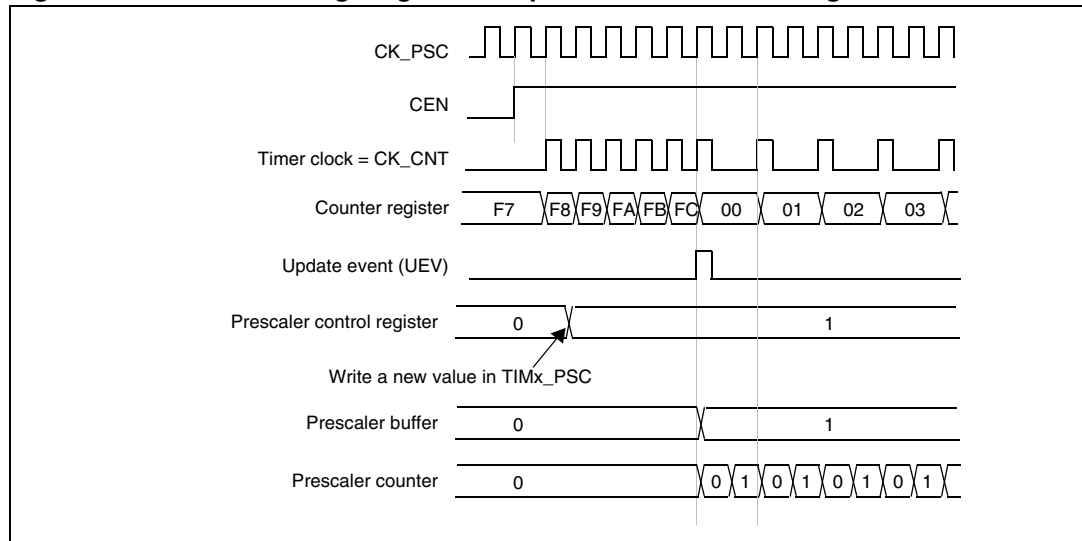 CK_PSC
CEN
Timer clock = CK_CNT
Counter register F7 F8 F9 FA FB FC 00 01 02 03
Update event (UEV)
Prescaler control register 0 1
Write a new value in TIMx_PSC
Prescaler buffer 0 1
Prescaler counter 0 0 1 0 1 0 1 0 1